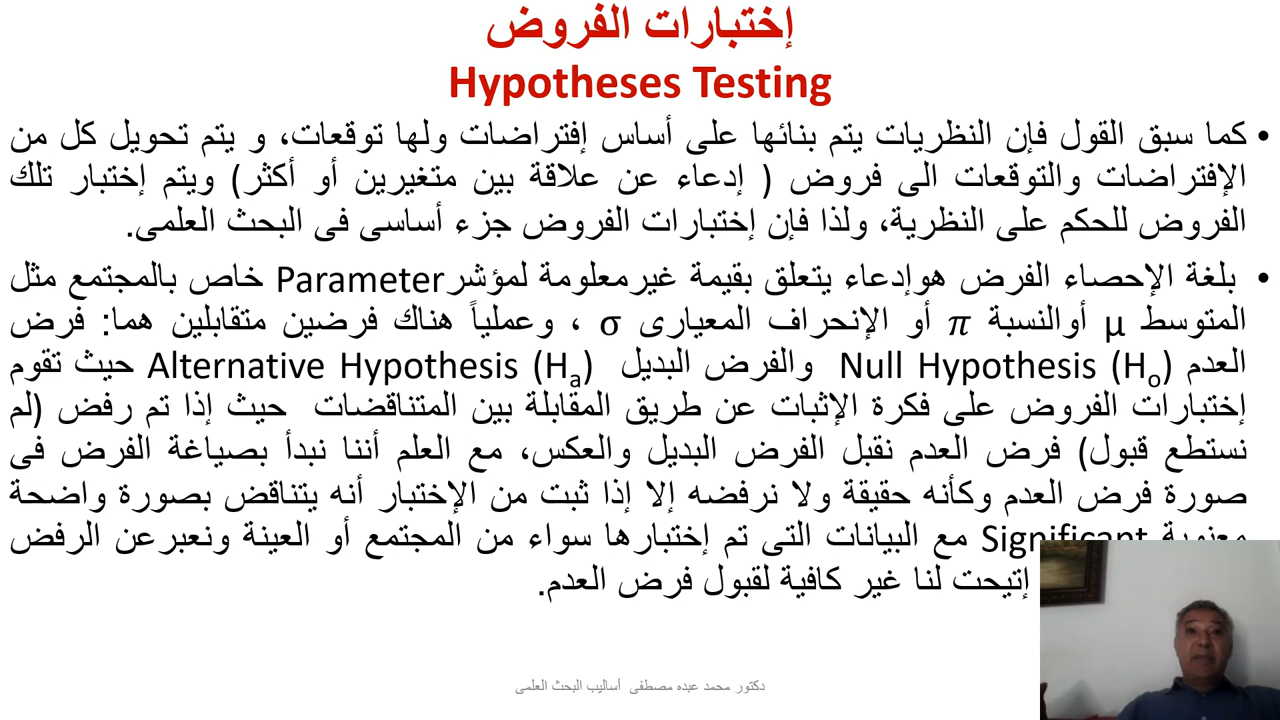 إختبارات الفروض
Hypotheses Testing
• كما سبق القول فإن النظريات يتم بنائها على أساس إفتراضات ولها توقعات، و يتم تحويل كل من
الإفتراضات والتوقعات الى فروض ( إدعاء عن علاقة بين متغيرين أو أكثر) ويتم إختبار تلك
الفروض للحكم على النظرية، ولذا فإن إختبارات الفروض جزء أساسى فى البحث العلمى.
• بلغة الإحصاء الفرض هوإدعاء يتعلق بقيمة غيرمعلومة لمؤشرParameter خاص بالمجتمع مثل
المتوسط µ أوالنسبة π أو الإنحراف المعيارى σ ، وعملياً هناك فرضين متقابلين هما: فرض
العدم Null Hypothesis (Ho) والفرض البديل Alternative Hypothesis (Ha) حيث تقوم
إختبارات الفروض على فكرة الإثبات عن طريق المقابلة بين المتناقضات حيث إذا تم رفض (لم
نستطع قبول) فرض العدم نقبل الفرض البديل والعكس، مع العلم أننا نبدأ بصياغة الفرض فى
صورة فرض العدم وكأنه حقيقة ولا نرفضه إلا إذا ثبت من الإختبار أنه يتناقض بصورة واضحة
معنوية Significant مع البيانات التى تم إختبارها سواء من المجتمع أو العينة ونعبرعن الرفض
إتيحت لنا غير كافية لقبول فرض العدم.
دكتور محمد عبده مصطفى أساليب البحث العلمى